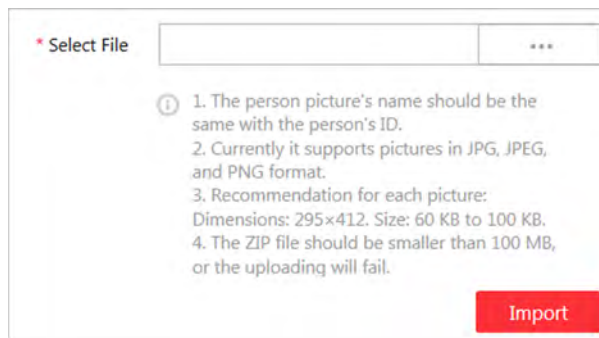 * Select File
...
1. The person picture's name should be the
same with the person's ID.
2. Currently it supports pictures in JPG, JPEG,
and PNG format.
3. Recommendation for each picture:
Dimensions: 295×412. Size: 60 KB to 100 KB.
4. The ZIP file should be smaller than 100 MB,
or the uploading will fail.
Import